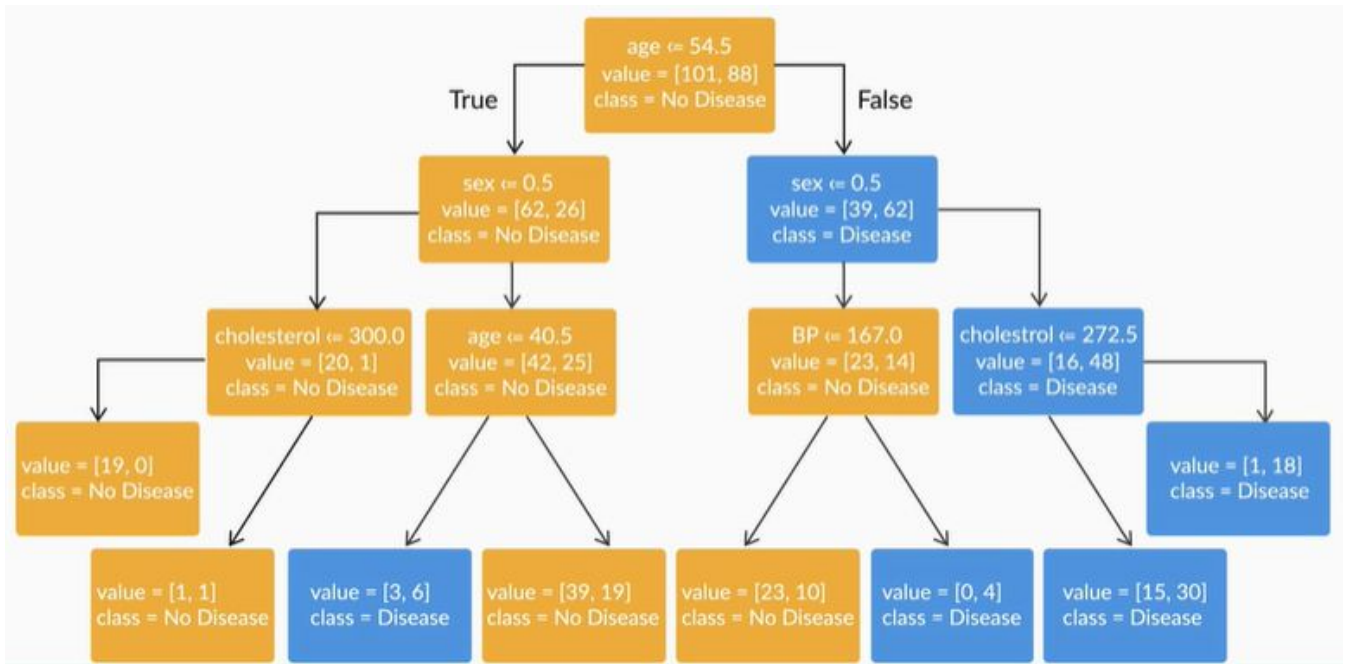 age <= 54.5
value = [101, 88]
class = No Disease
True
False
sex <= 0.5
value = [62, 26]
class = No Disease
sex <= 0.5
value = [39, 62]
class = Disease
cholesterol <= 300.0
value = [20, 1]
class = No Disease
age <= 40.5
value = [42, 25]
class = No Disease
BP <= 167.0
value = [23, 14]
class = No Disease
cholestrol <= 272.5
value = [16, 48]
class = Disease
value = [19, 0]
class = No Disease
value = [1, 18]
class = Disease
value = [1, 1]
class = No Disease
value = [3, 6]
class = Disease
value = [39, 19]
class = No Disease
value = [23, 10]
class = No Disease
value = [0, 4]
class = Disease
value = [15, 30]
class = Disease